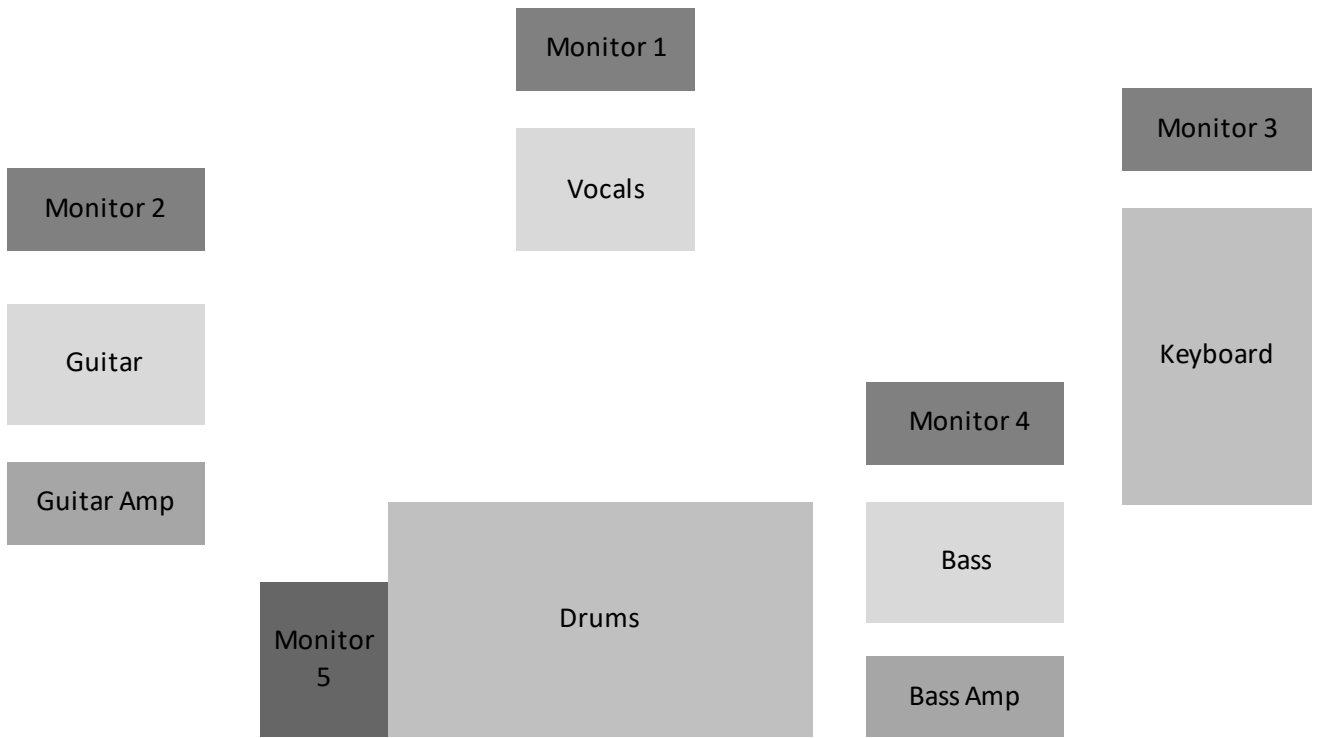 Monitor 1
Monitor 3
Vocals
Monitor 2
Keyboard
Guitar
Monitor 4
Guitar Amp
Bass
Drums
Monitor
5
Bass Amp